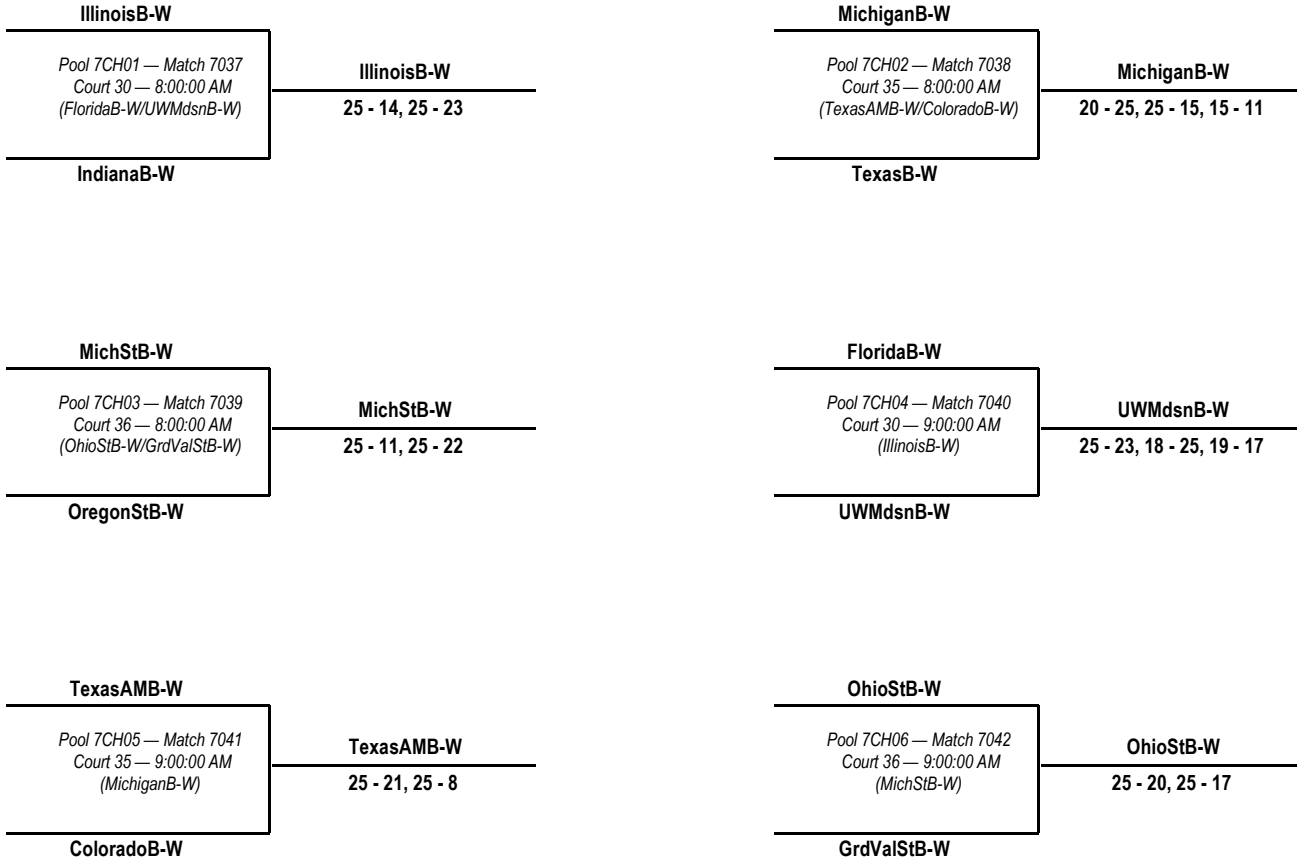 IllinoisB-W
Pool 7CH01 — Match 7037
Court 30 — 8:00:00 AM
(FloridaB-W/UWMdsnB-W)
IllinoisB-W
25 - 14, 25 - 23
IndianaB-W
MichiganB-W
Pool 7CH02 — Match 7038
Court 35 — 8:00:00 AM
(TexasAMB-W/ColoradoB-W)
MichiganB-W
20 - 25, 25 - 15, 15 - 11
TexasB-W
MichStB-W
Pool 7CH03 — Match 7039
Court 36 — 8:00:00 AM
(OhioStB-W/GrdValStB-W)
MichStB-W
25 - 11, 25 - 22
OregonStB-W
FloridaB-W
Pool 7CH04 — Match 7040
Court 30 — 9:00:00 AM
(IllinoisB-W)
UWMdsnB-W
25 - 23, 18 - 25, 19 - 17
UWMdsnB-W
TexasAMB-W
Pool 7CH05 — Match 7041
Court 35 — 9:00:00 AM
(MichiganB-W)
TexasAMB-W
25 - 21, 25 - 8
ColoradoB-W
OhioStB-W
Pool 7CH06 — Match 7042
Court 36 — 9:00:00 AM
(MichStB-W)
OhioStB-W
25 - 20, 25 - 17
GrdValStB-W